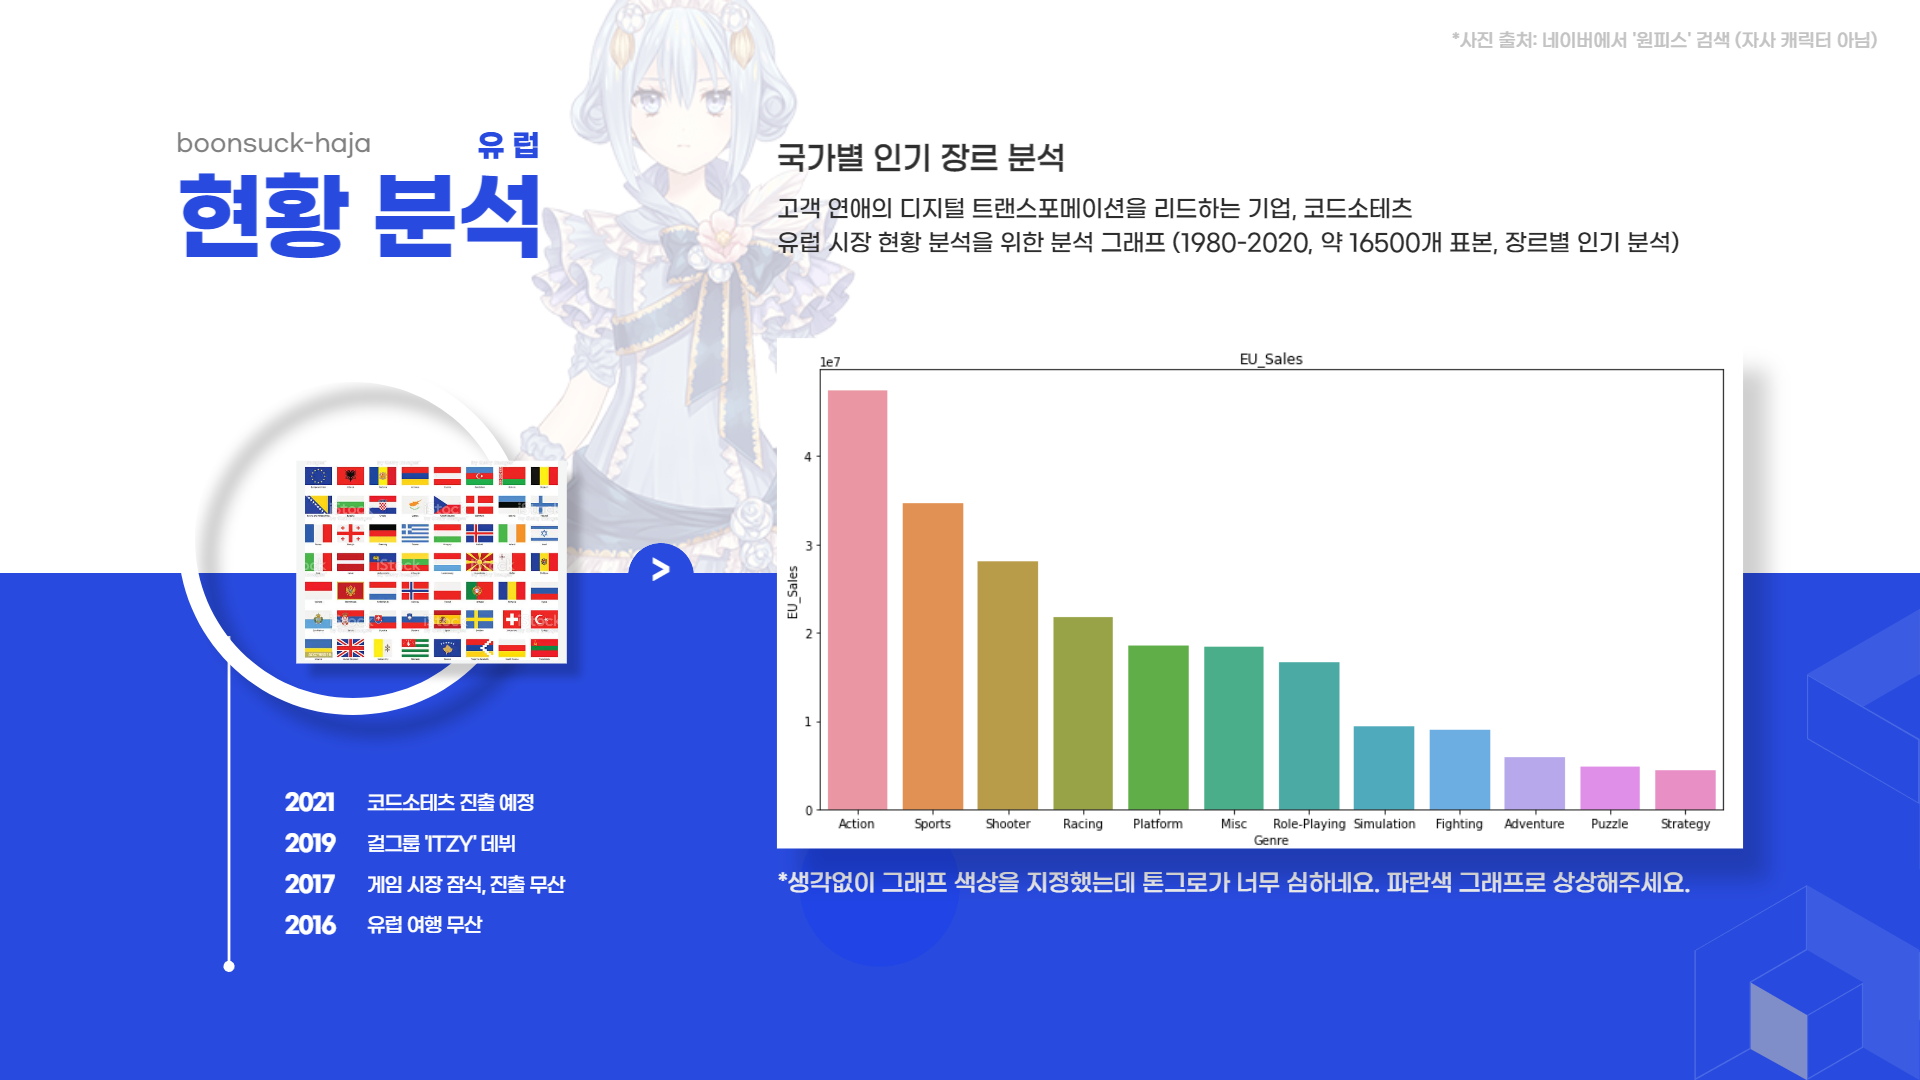 *사진 출처: 네이버에서 '원피스' 검색 (자사 캐릭터 아님)
boonsuck-haja
유 럽
현황 분석
국가별 인기 장르 분석
고객 연애의 디지털 트랜스포메이션을 리드하는 기업, 코드소테츠
유럽 시장 현황 분석을 위한 분석 그래프 (1980-2020, 약 16500개 표본, 장르별 인기 분석)
>
iStock
2021 코드소테츠 진출 예정
2019 걸그룹 'ITZY' 데뷔
2017 게임 시장 잠식, 진출 무산
2016 유럽 여행 무산
EU_Sales
1e7
4
3
2
1
0
EU_Sales
Action Sports Shooter Racing Platform Misc Role-Playing Simulation Fighting Adventure Puzzle Strategy
Genre
*생각없이 그래프 색상을 지정했는데 톤그로가 너무 심하네요. 파란색 그래프로 상상해주세요.